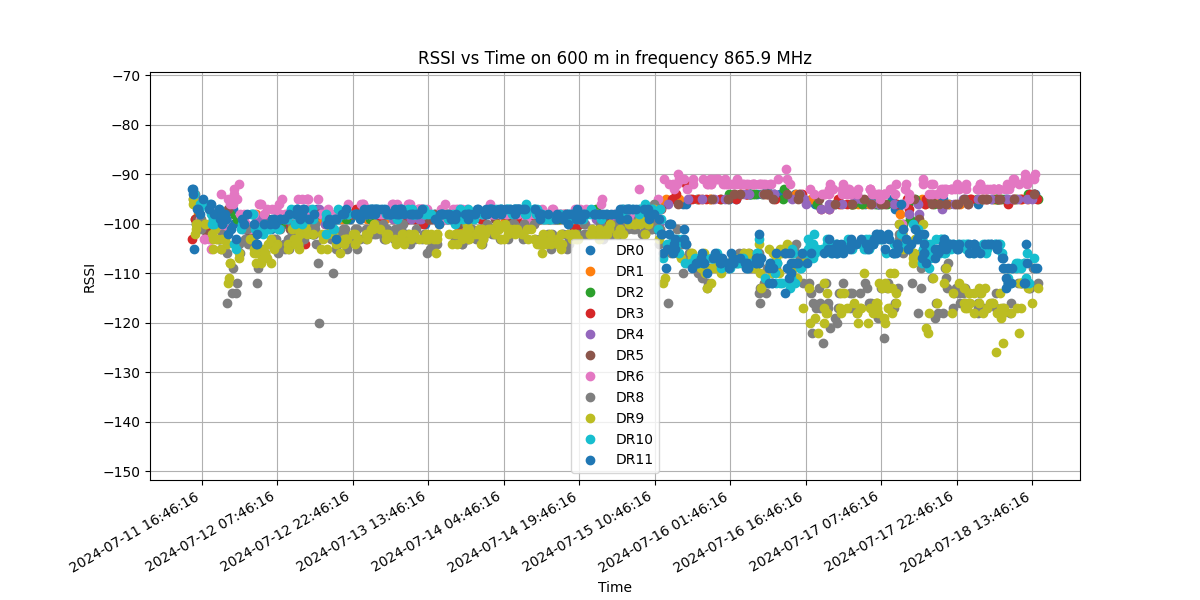 RSSI vs Time on 600 m in frequency 865.9 MHz
RSSI
−70
−80
−90
−100
−110
−120
−130
−140
−150
DR0
DR1
DR2
DR3
DR4
DR5
DR6
DR8
DR9
DR10
DR11
2024-07-11 16:46:16
2024-07-12 07:46:16
2024-07-12 22:46:16
2024-07-13 13:46:16
2024-07-14 04:46:16
2024-07-14 19:46:16
2024-07-15 10:46:16
2024-07-16 01:46:16
2024-07-16 16:46:16
2024-07-17 07:46:16
2024-07-17 22:46:16
2024-07-18 13:46:16
Time